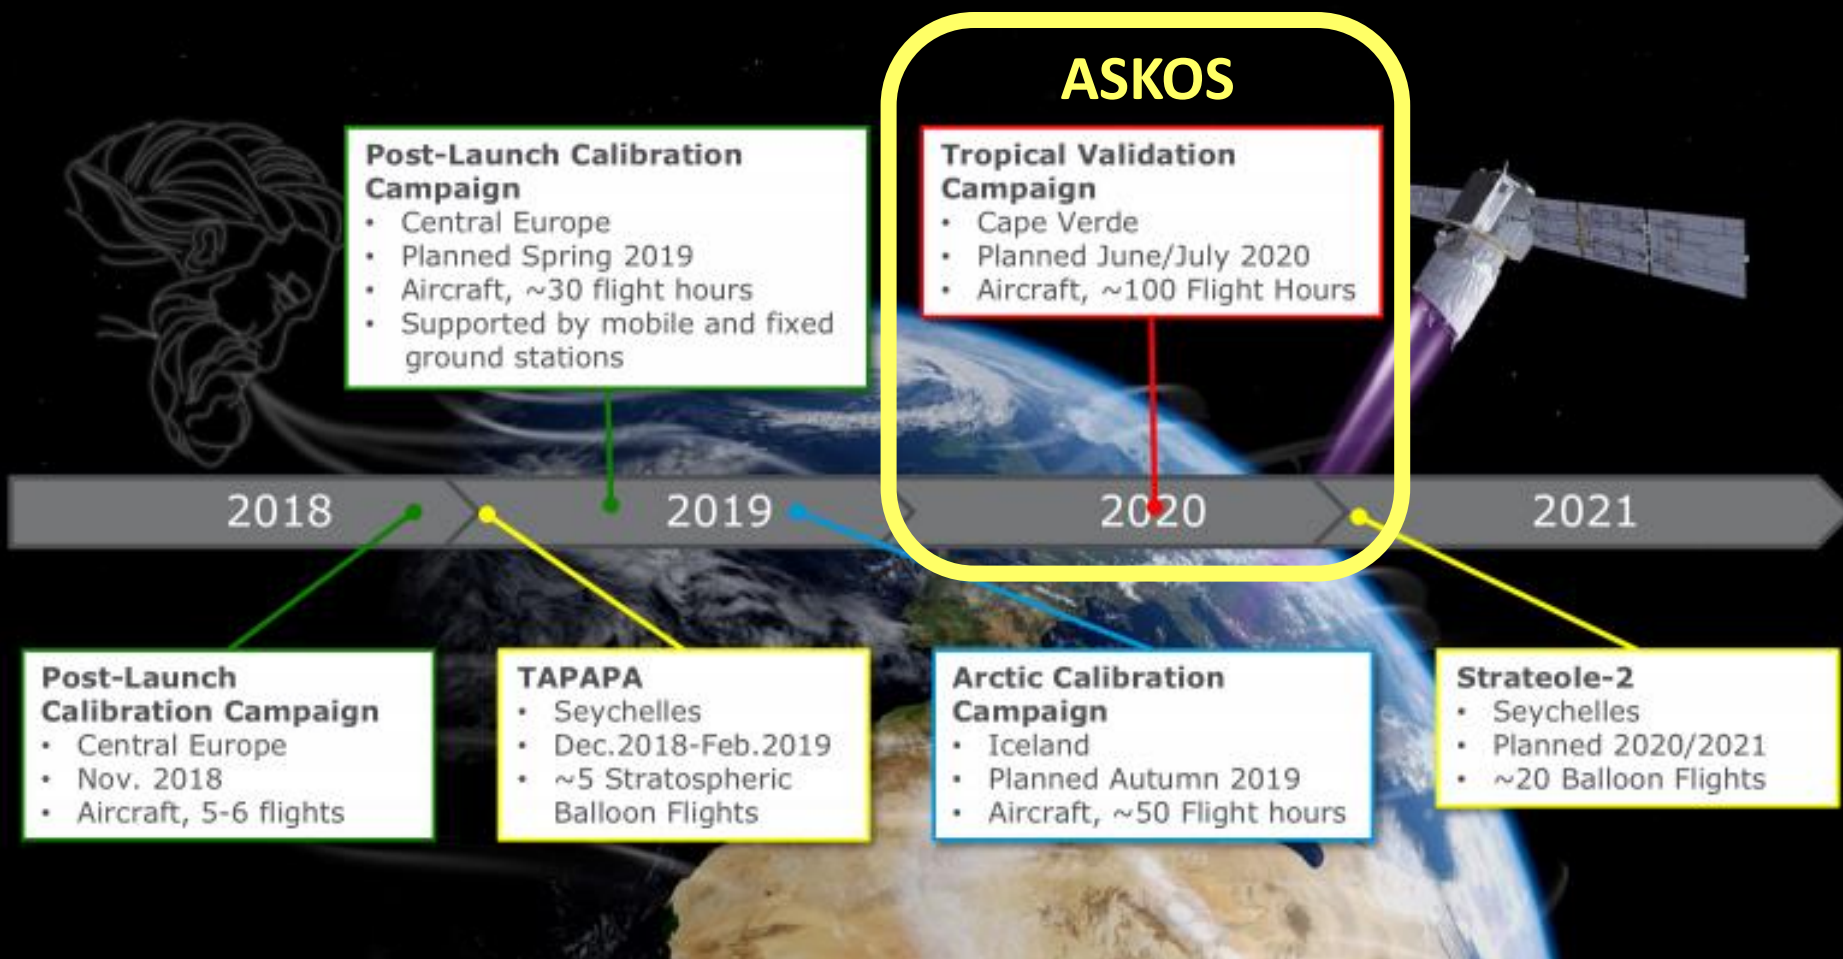 ASKOS
Post-Launch Calibration
Campaign
• Central Europe
• Planned Spring 2019
• Aircraft, ~30 flight hours
• Supported by mobile and fixed
ground stations
Tropical Validation
Campaign
• Cape Verde
• Planned June/July 2020
• Aircraft, ~100 Flight Hours
2018
2019
2020
2021
Post-Launch
Calibration Campaign
• Central Europe
• Nov. 2018
• Aircraft, 5-6 flights
TAPAPA
• Seychelles
• Dec.2018-Feb.2019
• ~5 Stratospheric
Balloon Flights
Arctic Calibration
Campaign
• Iceland
• Planned Autumn 2019
• Aircraft, ~50 Flight hours
Strateole-2
• Seychelles
• Planned 2020/2021
• ~20 Balloon Flights